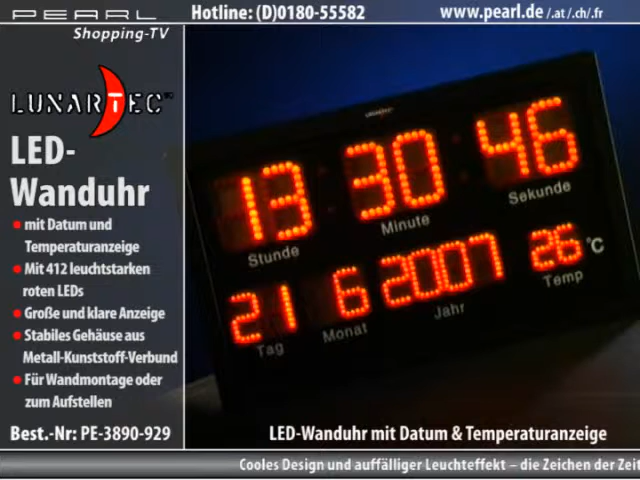 PEARL
Shopping-TV
Hotline: (D)0180-55582
www.pearl.de /.at /.ch/.fr
LUNARTEC
LED-
Wanduhr
mit Datum und
Temperaturanzeige
Mit 412 leuchtstarken
roten LEDs
Große und klare Anzeige
Stabiles Gehäuse aus
Metall-Kunststoff-Verbund
Für Wandmontage oder
zum Aufstellen
Best.-Nr: PE-3890-929
13 30 46
Stunde Minute Sekunde
21 6 2007 26 °C
Tag Monat Jahr Temp
LED-Wanduhr mit Datum & Temperaturanzeige
Cooles Design und auffälliger Leuchteffekt – die Zeichen der Zeit